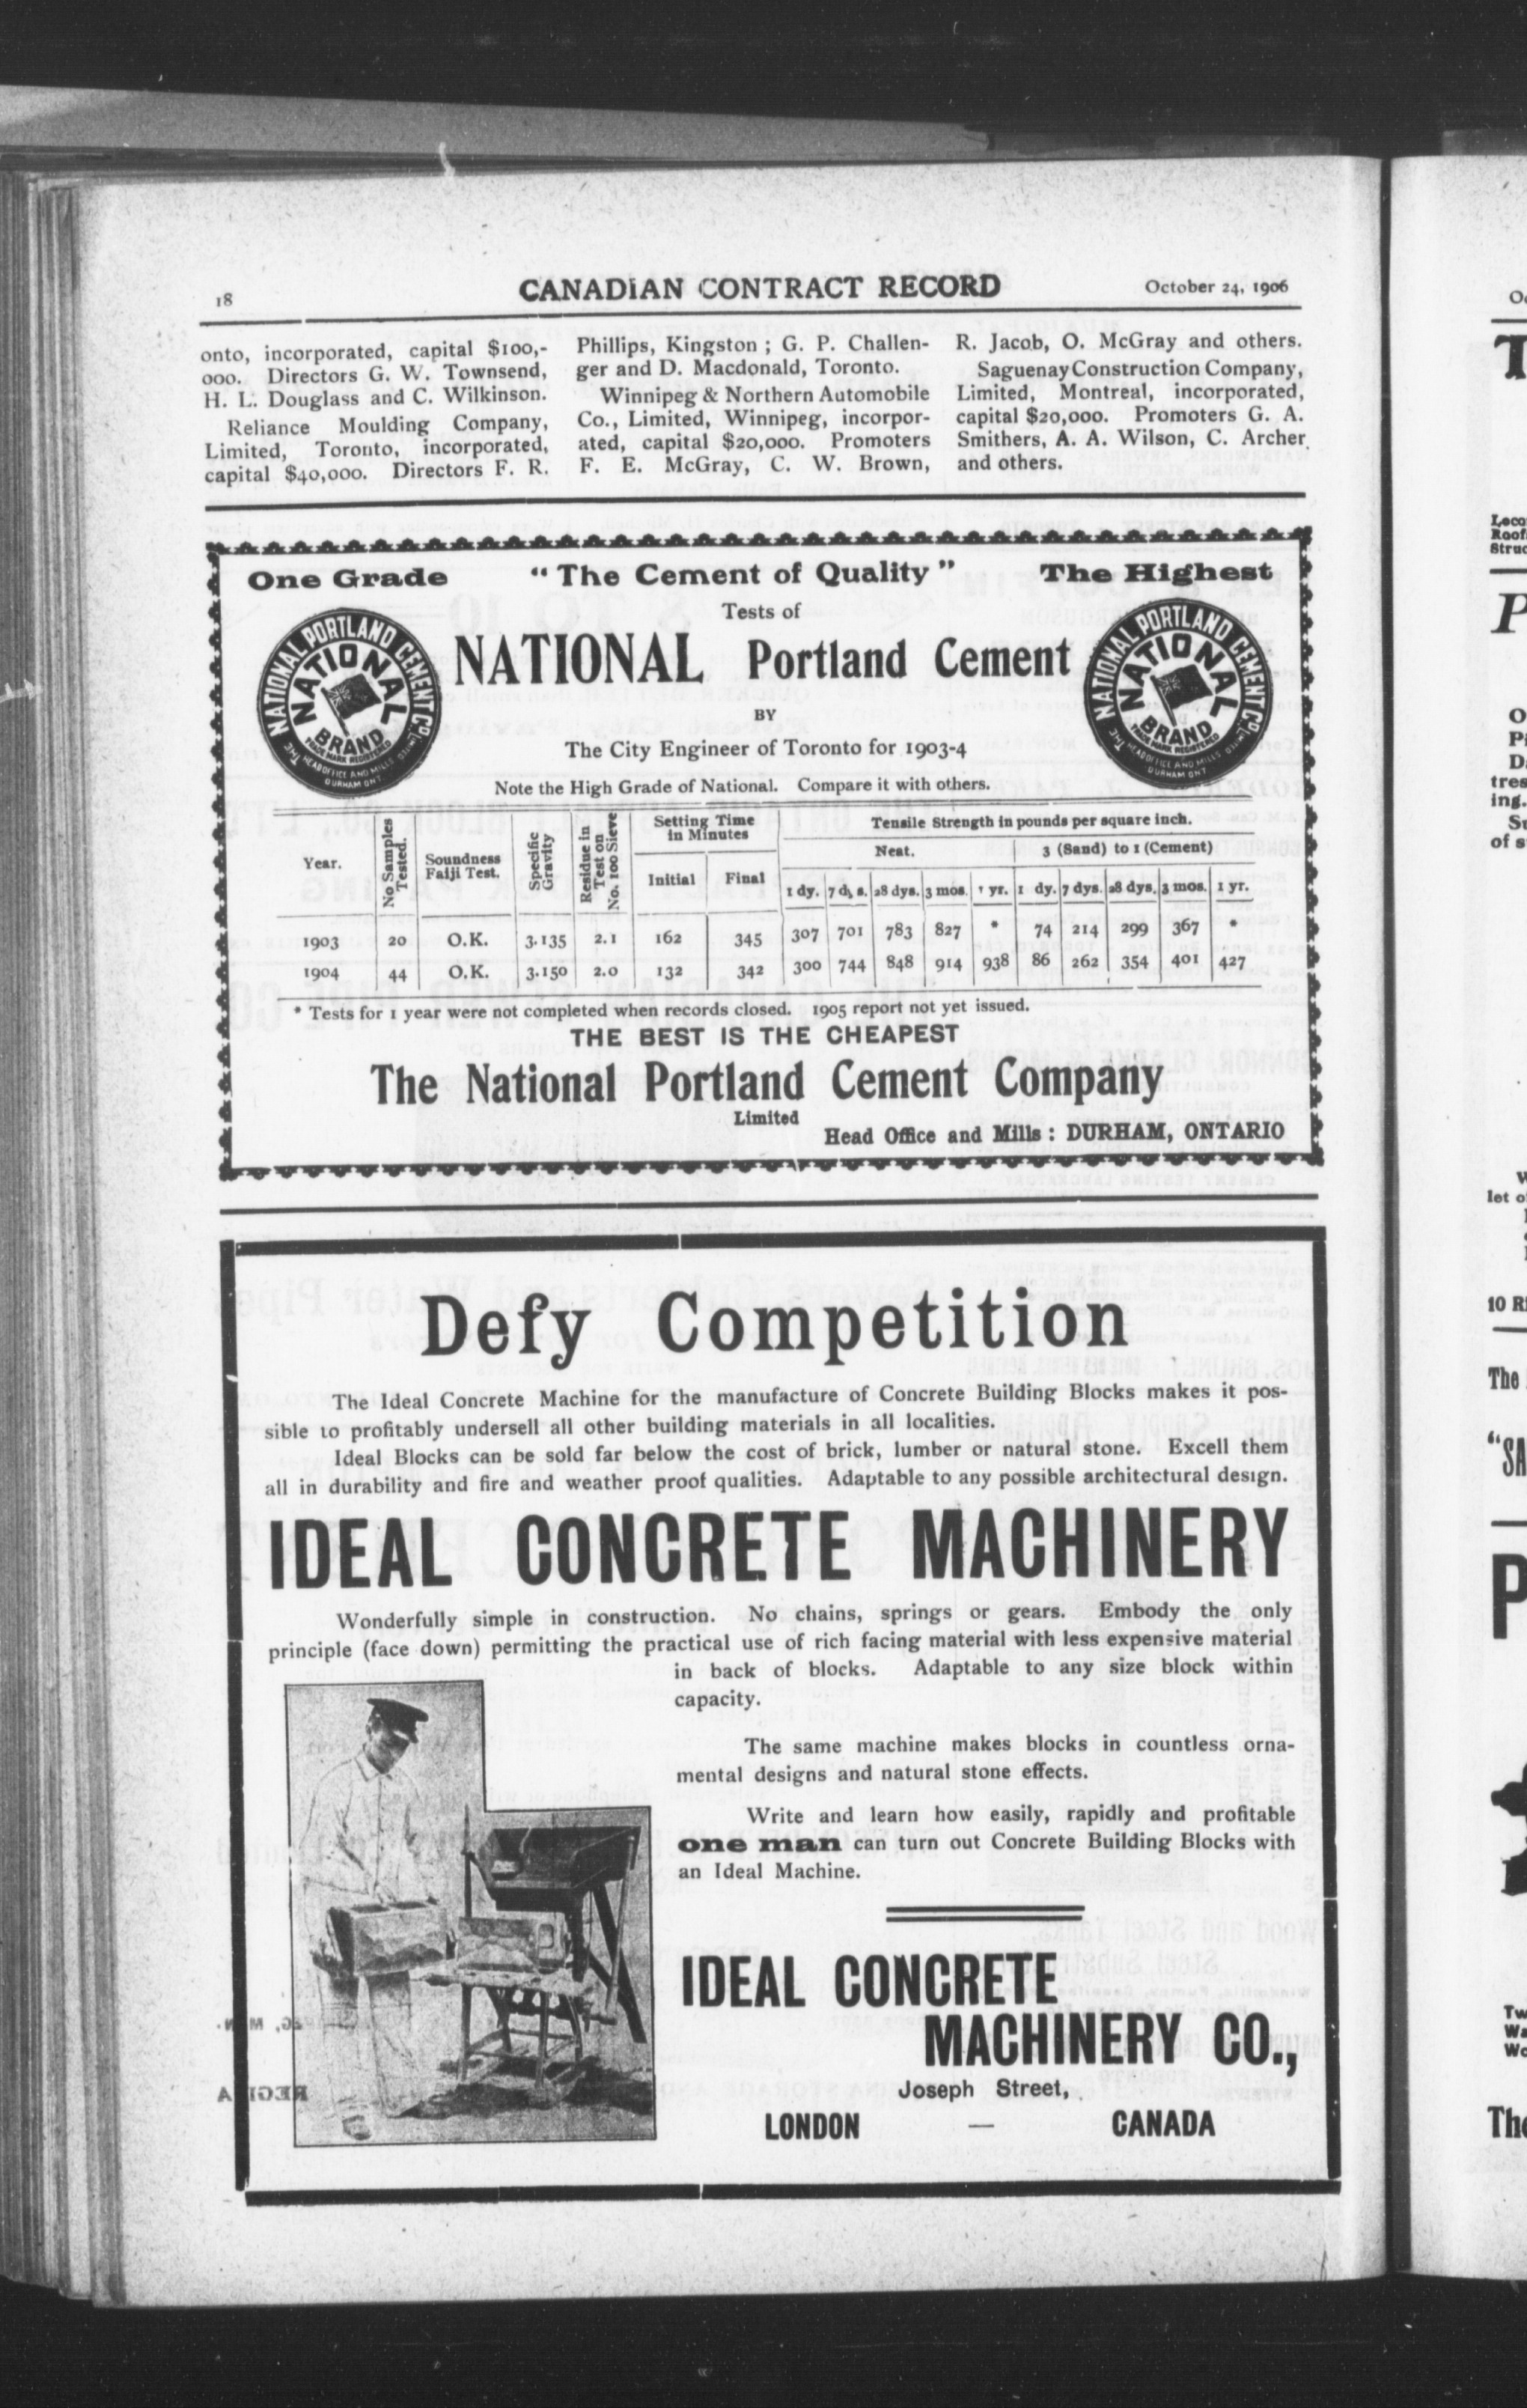 18
CANADIAN CONTRACT RECORD
October 24, 1906
onto, incorporated, capital $100,-
000. Directors G. W. Townsend,
H. L. Douglass and C. Wilkinson.
Reliance Moulding Company,
Limited, Toronto, incorporated,
capital $40,000. Directors F. R.
Phillips, Kingston ; G. P. Challen-
ger and D. Macdonald, Toronto.
Winnipeg & Northern Automobile
Co., Limited, Winnipeg, incorpor-
ated, capital $20,000. Promoters
F. E. McGray, C. W. Brown,
R. Jacob, O. McGray and others.
Saguenay Construction Company,
Limited, Montreal, incorporated,
capital $20,000. Promoters G. A.
Smithers, A. A. Wilson, C. Archer
and others.
One Grade
" The Cement of Quality "
The Highest
Tests of
NATIONAL Portland Cement
THE NATIONAL PORTLAND CEMENT CO. LIMITED
NATIONAL
BRAND
TRADE MARK REGISTERED
HEAD OFFICE AND MILLS
DURHAM ONT
THE NATIONAL PORTLAND CEMENT CO. LIMITED
NATIONAL
BRAND
TRADE MARK REGISTERED
HEAD OFFICE AND MILLS
DURHAM ONT
BY
The City Engineer of Toronto for 1903-4
Note the High Grade of National. Compare it with others.
Year.
No Samples Tested.
Soundness Faiji Test.
Specific Gravity
Residue in Test on No. 100 Sieve
Setting Time in Minutes
Initial Final
Tensile Strength in pounds per square inch.
Neat. 3 (Sand) to 1 (Cement)
1 dy. 7 dys. 28 dys. 3 mos. 1 yr. 1 dy. 7 dys. 28 dys. 3 mos. 1 yr.
1903 20 O.K. 3.135 2.1 162 345 307 701 783 827 * 74 214 299 367 *
1904 44 O.K. 3.150 2.0 132 342 300 744 848 914 938 86 262 354 401 427
* Tests for 1 year were not completed when records closed. 1905 report not yet issued.
THE BEST IS THE CHEAPEST
The National Portland Cement Company
Limited
Head Office and Mills : DURHAM, ONTARIO
Defy Competition
The Ideal Concrete Machine for the manufacture of Concrete Building Blocks makes it pos-
sible to profitably undersell all other building materials in all localities.
Ideal Blocks can be sold far below the cost of brick, lumber or natural stone. Excell them
all in durability and fire and weather proof qualities. Adaptable to any possible architectural design.
IDEAL CONCRETE MACHINERY
Wonderfully simple in construction. No chains, springs or gears. Embody the only
principle (face down) permitting the practical use of rich facing material with less expensive material
in back of blocks. Adaptable to any size block within
capacity.
The same machine makes blocks in countless orna-
mental designs and natural stone effects.
Write and learn how easily, rapidly and profitable
one man can turn out Concrete Building Blocks with
an Ideal Machine.
IDEAL CONCRETE
MACHINERY CO.,
Joseph Street,
LONDON — CANADA